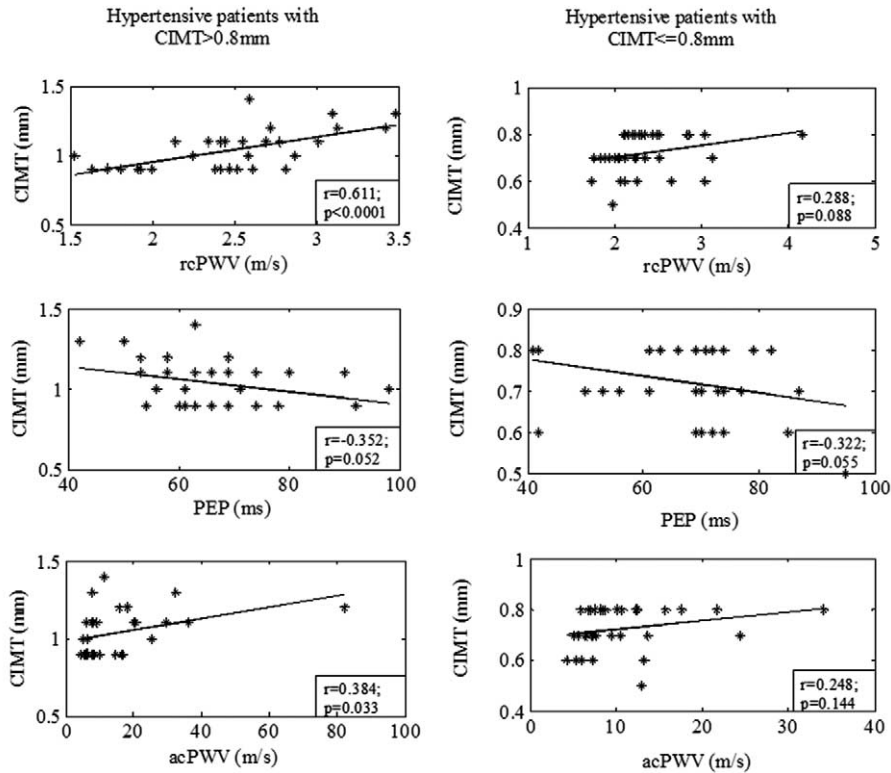 Hypertensive patients with
CIMT>0.8mm
Hypertensive patients with
CIMT<=0.8mm
CIMT (mm)
1.5
1
0.5
1.5
2
2.5
3
3.5
rcPWV (m/s)
r=0.611;
p<0.0001
CIMT (mm)
1
0.8
0.6
0.4
1
2
3
4
5
rcPWV (m/s)
r=0.288;
p=0.088
CIMT (mm)
1.5
1
0.5
40
60
80
100
PEP (ms)
r=-0.352;
p=0.052
CIMT (mm)
0.9
0.8
0.7
0.6
0.5
40
60
80
100
PEP (ms)
r=-0.322;
p=0.055
CIMT (mm)
1.5
1
0.5
0
20
40
60
80
100
acPWV (m/s)
r=0.384;
p=0.033
CIMT (mm)
1
0.8
0.6
0.4
0
10
20
30
40
acPWV (m/s)
r=0.248;
p=0.144